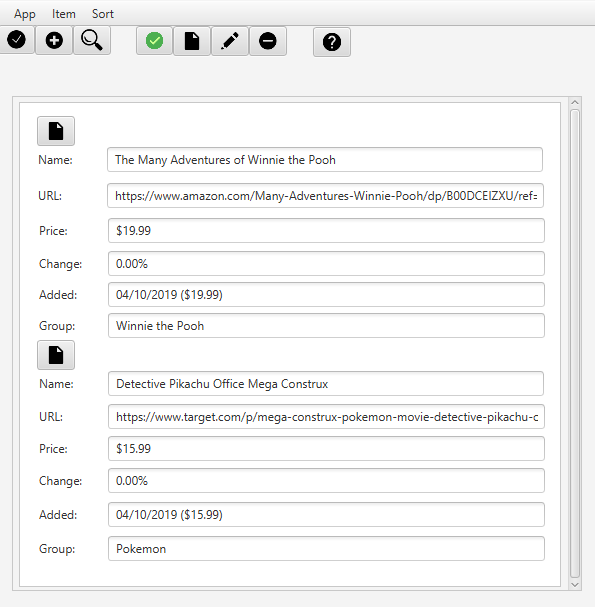 App Item Sort
Name: The Many Adventures of Winnie the Pooh
URL: https://www.amazon.com/Many-Adventures-Winnie-Pooh/dp/B00DCEIZXU/ref=
Price: $19.99
Change: 0.00%
Added: 04/10/2019 ($19.99)
Group: Winnie the Pooh
Name: Detective Pikachu Office Mega Construx
URL: https://www.target.com/p/mega-construx-pokemon-movie-detective-pikachu-c
Price: $15.99
Change: 0.00%
Added: 04/10/2019 ($15.99)
Group: Pokemon